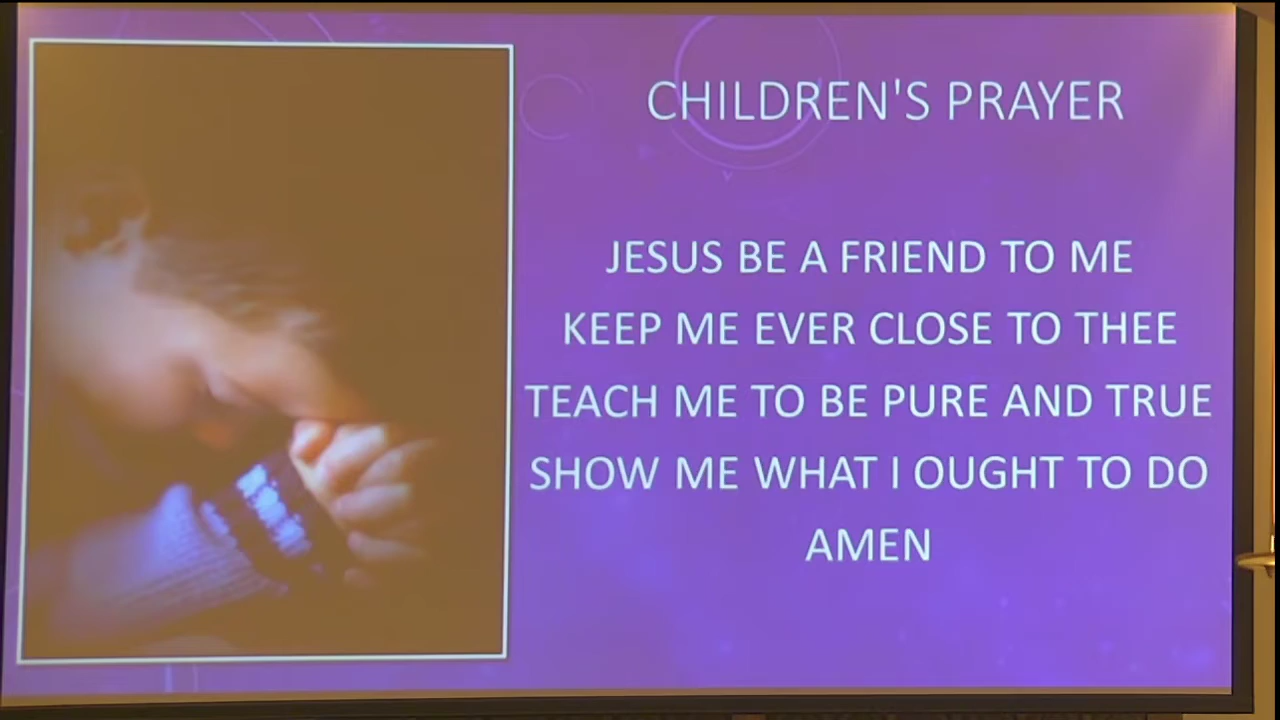 CHILDREN'S PRAYER
JESUS BE A FRIEND TO ME
KEEP ME EVER CLOSE TO THEE
TEACH ME TO BE PURE AND TRUE
SHOW ME WHAT I OUGHT TO DO
AMEN